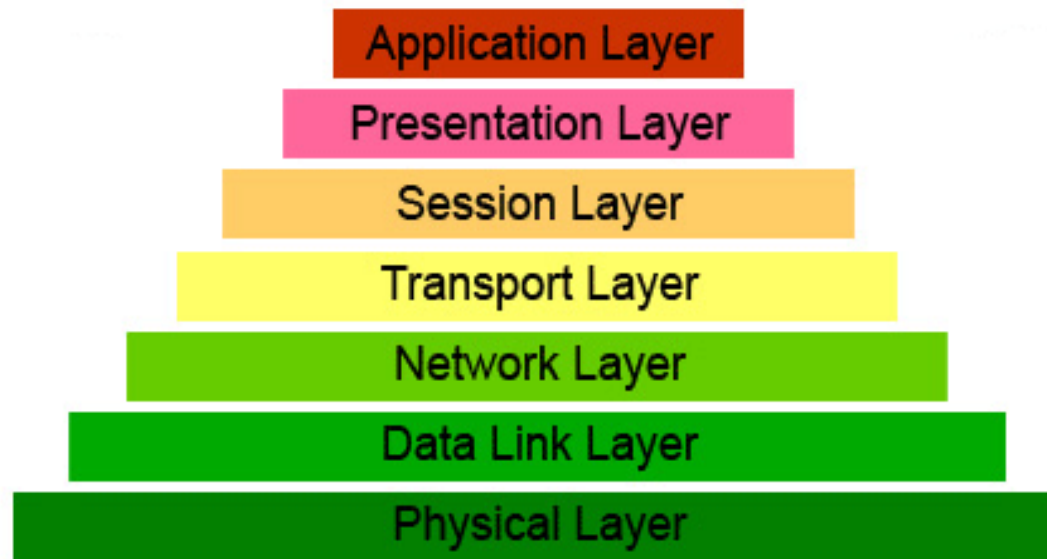 Application Layer
Presentation Layer
Session Layer
Transport Layer
Network Layer
Data Link Layer
Physical Layer